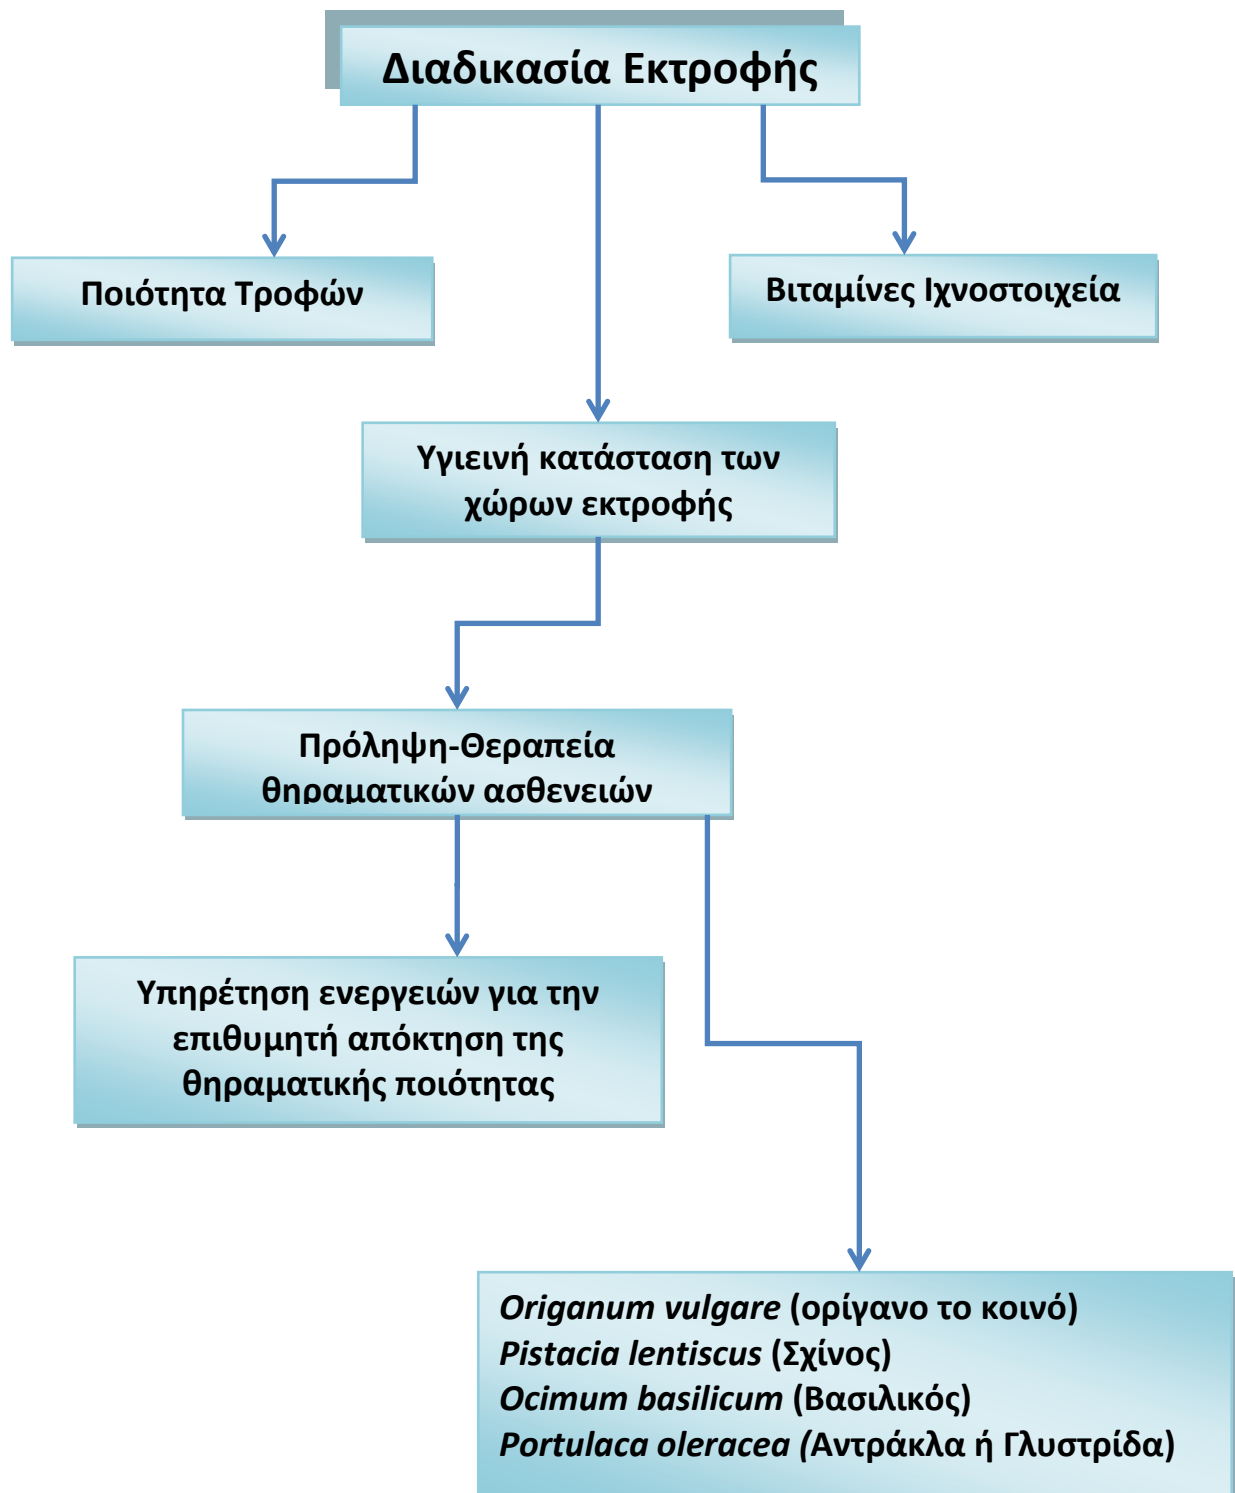 Διαδικασία Εκτροφής
Ποιότητα Τροφών
Βιταμίνες Ιχνοστοιχεία
Υγιεινή κατάσταση των
χώρων εκτροφής
Πρόληψη-Θεραπεία
θηραματικών ασθενειών
Υπηρέτηση ενεργειών για την
επιθυμητή απόκτηση της
θηραματικής ποιότητας
Origanum vulgare (ορίγανο το κοινό)
Pistacia lentiscus (Σχίνος)
Ocimum basilicum (Βασιλικός)
Portulaca oleracea (Αντράκλα ή Γλυστρίδα)